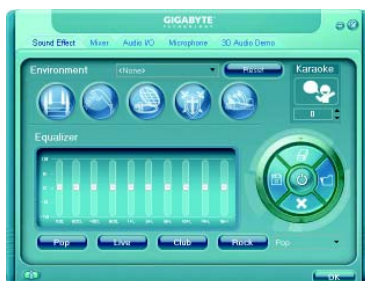 GIGABYTE
TECHNOLOGY
Sound Effect Mixer Audio I/O Microphone 3D Audio Demo
Environment <None> Reset Karaoke
0
Equalizer
Pop Live Club Rock Pop
OK